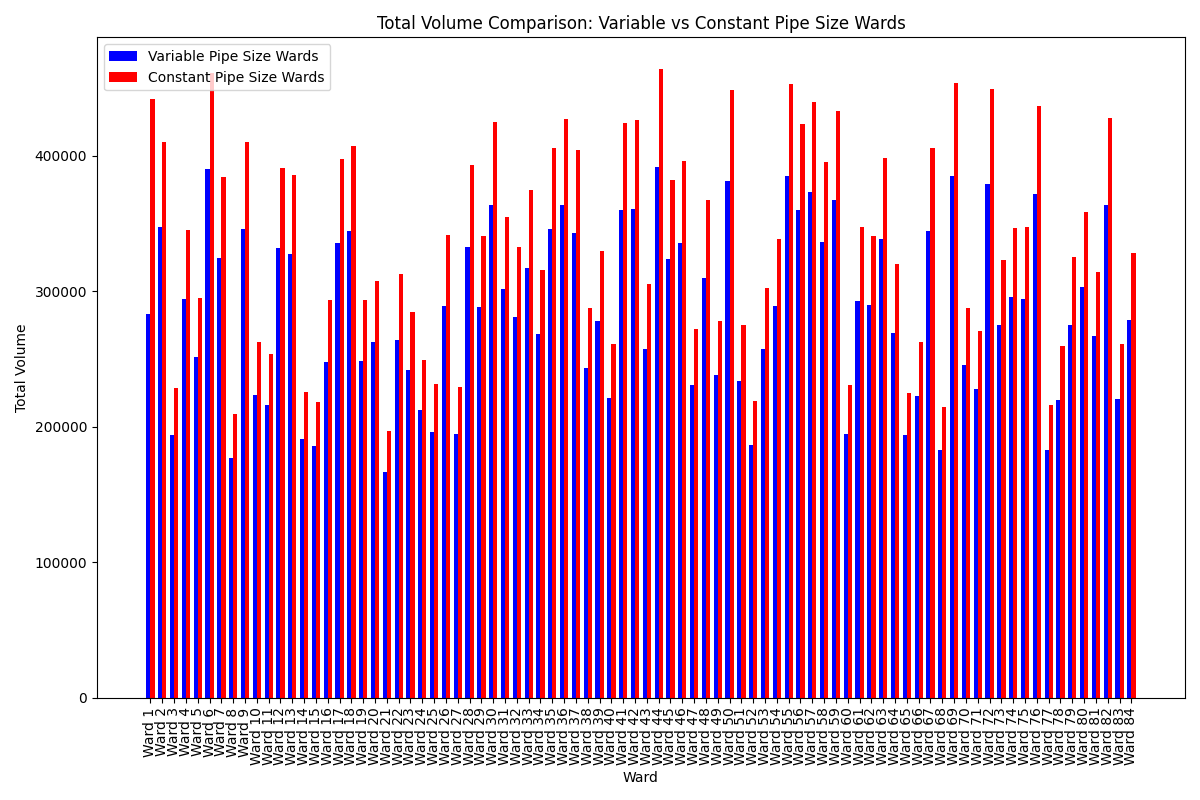 Total Volume Comparison: Variable vs Constant Pipe Size Wards
Variable Pipe Size Wards
Constant Pipe Size Wards
Total Volume
400000
300000
200000
100000
0
Ward 1
Ward 2
Ward 3
Ward 4
Ward 5
Ward 6
Ward 7
Ward 8
Ward 9
Ward 10
Ward 11
Ward 12
Ward 13
Ward 14
Ward 15
Ward 16
Ward 17
Ward 18
Ward 19
Ward 20
Ward 21
Ward 22
Ward 23
Ward 24
Ward 25
Ward 26
Ward 27
Ward 28
Ward 29
Ward 30
Ward 31
Ward 32
Ward 33
Ward 34
Ward 35
Ward 36
Ward 37
Ward 38
Ward 39
Ward 40
Ward 41
Ward 42
Ward 43
Ward 44
Ward 45
Ward 46
Ward 47
Ward 48
Ward 49
Ward 50
Ward 51
Ward 52
Ward 53
Ward 54
Ward 55
Ward 56
Ward 57
Ward 58
Ward 59
Ward 60
Ward 61
Ward 62
Ward 63
Ward 64
Ward 65
Ward 66
Ward 67
Ward 68
Ward 69
Ward 70
Ward 71
Ward 72
Ward 73
Ward 74
Ward 75
Ward 76
Ward 77
Ward 78
Ward 79
Ward 80
Ward 81
Ward 82
Ward 83
Ward 84
Ward